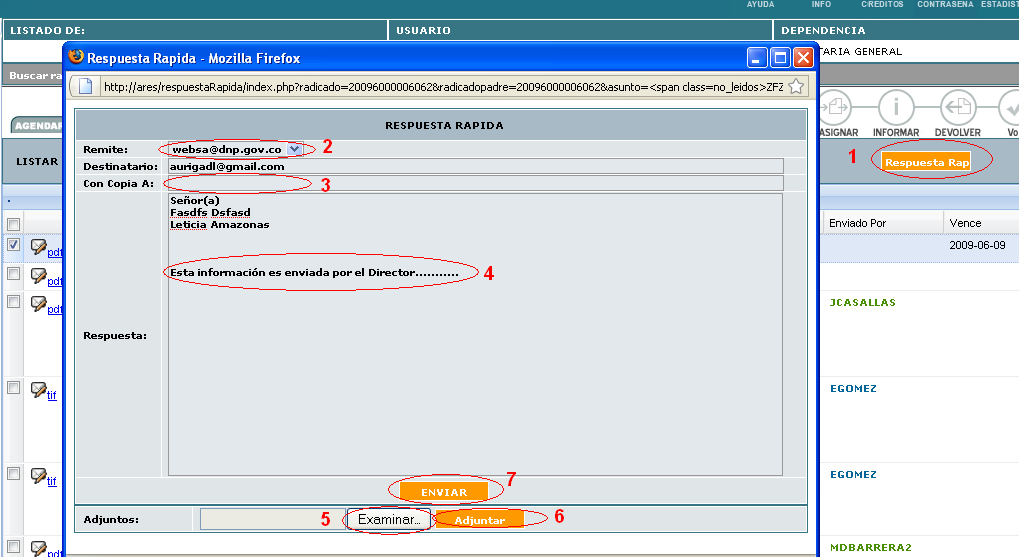 AYUDA INFO CREDITOS CONTRASEÑA ESTADIST
LISTADO DE: USUARIO DEPENDENCIA
Respuesta Rapida - Mozilla Firefox
TARIA GENERAL
Buscar ra
http://ares/respuestaRapida/index.php?radicado=20096000006062&radicadopadre=20096000006062&asunto=<span class=no_leidos>ZFZ
AGENDAR
ASIGNAR INFORMAR DEVOLVER Vo
RESPUESTA RAPIDA
LISTAR
1
Respuesta Rap
Remite: websa@dnp.gov.co 2
Destinatario: aurigadl@gmail.com
Con Copia A: 3
Señor(a)
Fasdfs Dsfasd
Leticia Amazonas
Enviado Por Vence
pdf 2009-06-09
Esta información es enviada por el Director........... 4
pdf
pdf JCASALLAS
Respuesta:
tif EGOMEZ
tif EGOMEZ
7
ENVIAR
Adjuntos: 5 Examinar... Adjuntar 6
pdf MDBARRERA2